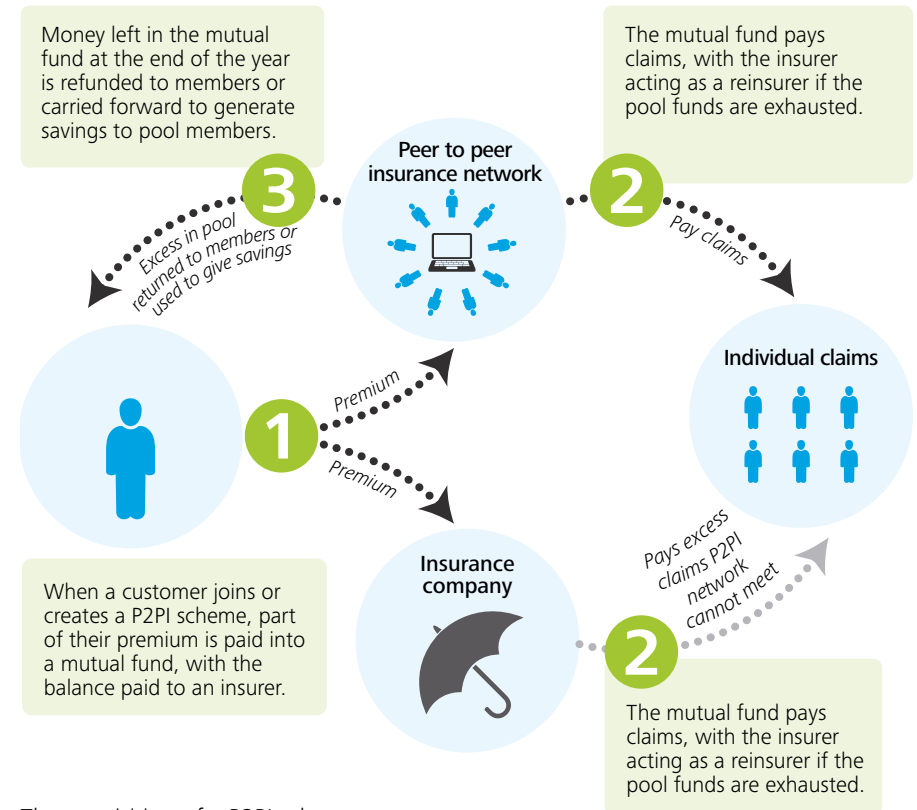 Money left in the mutual
fund at the end of the year
is refunded to members or
carried forward to generate
savings to pool members.
The mutual fund pays
claims, with the insurer
acting as a reinsurer if the
pool funds are exhausted.
Peer to peer
insurance network
3
2
Excess in pool
returned to members or
used to give savings
Pay claims
Individual claims
1
Premium
Premium
Insurance
company
Pays excess
claims P2PI
network
cannot meet
2
When a customer joins or
creates a P2PI scheme, part
of their premium is paid into
a mutual fund, with the
balance paid to an insurer.
The mutual fund pays
claims, with the insurer
acting as a reinsurer if the
pool funds are exhausted.